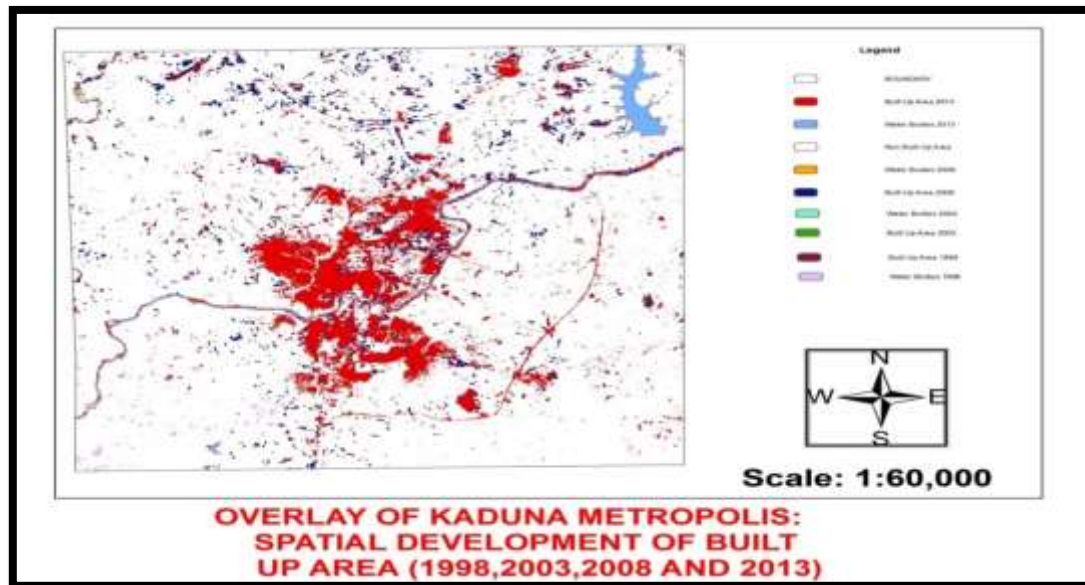 Legend
BOUNDARY
Built Up Area 2013
Water Bodies 2013
Non Built Up Area
Water Bodies 2008
Built Up Area 2008
Water Bodies 2003
Built Up Area 2003
Built Up Area 1998
Water Bodies 1998
N
W E
S
Scale: 1:60,000
OVERLAY OF KADUNA METROPOLIS:
SPATIAL DEVELOPMENT OF BUILT
UP AREA (1998,2003,2008 AND 2013)